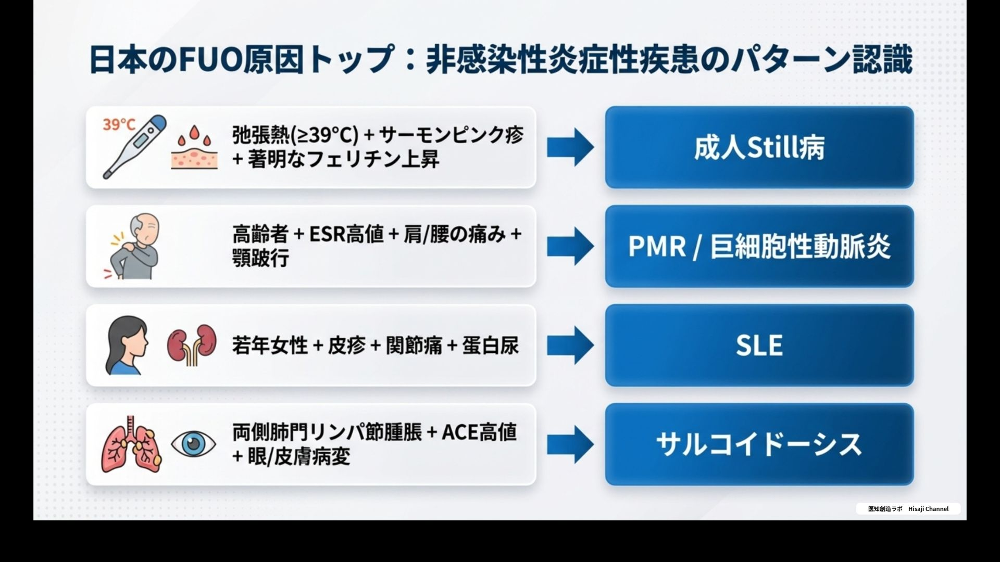 日本のFUO原因トップ：非感染性炎症性疾患のパターン認識
39°C
弛張熱(≥39°C) + サーモンピンク疹
+ 著明なフェリチン上昇
成人Still病
高齢者 + ESR高値 + 肩/腰の痛み +
顎跛行
PMR / 巨細胞性動脈炎
若年女性 + 皮疹 + 関節痛 + 蛋白尿
SLE
両側肺門リンパ節腫脹 + ACE高値
+ 眼/皮膚病変
サルコイドーシス
医知創造ラボ　Hisaji Channel